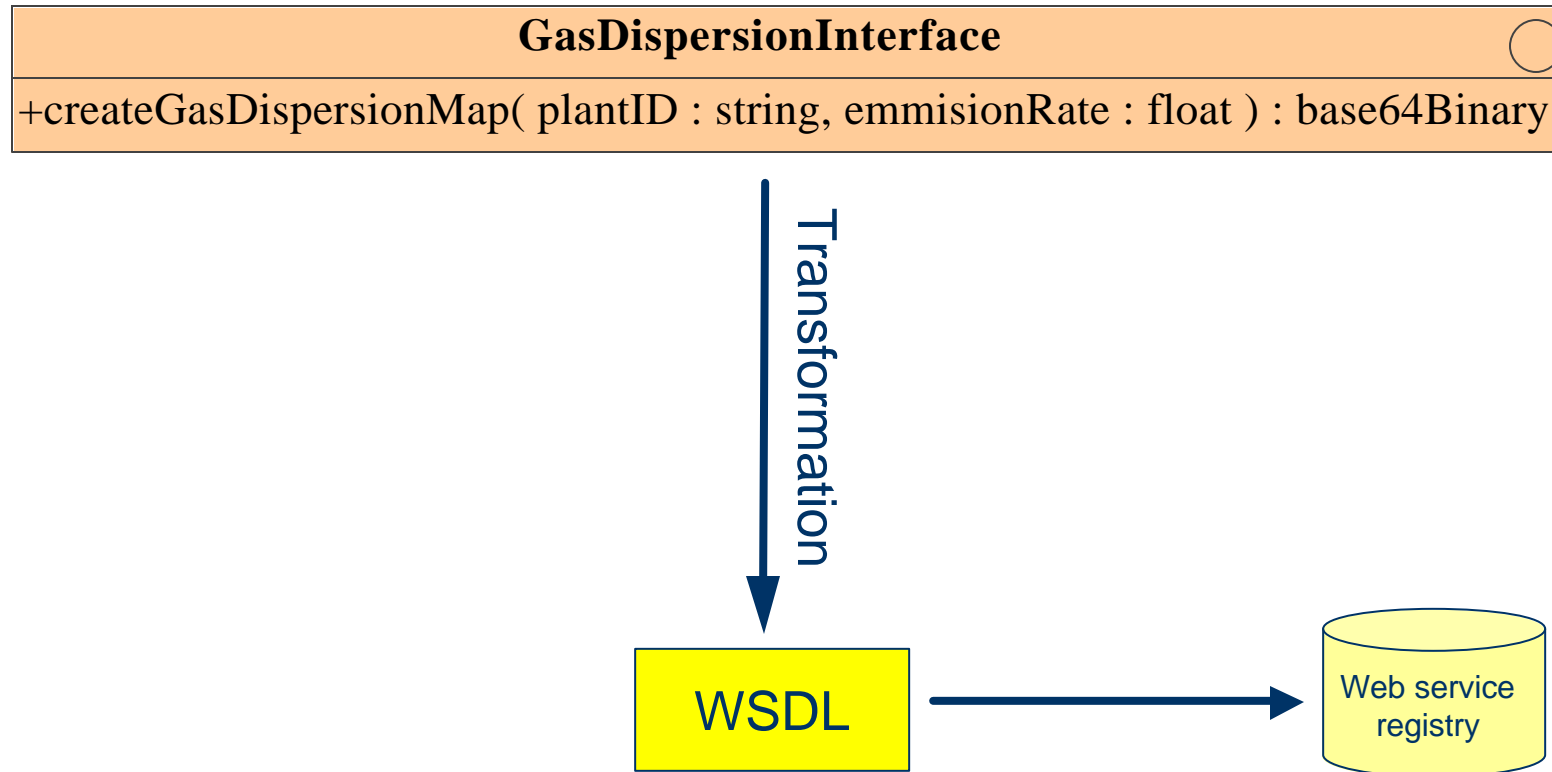 GasDispersionInterface
+createGasDispersionMap( plantID : string, emmisionRate : float ) : base64Binary
Transformation
WSDL
Web service
registry